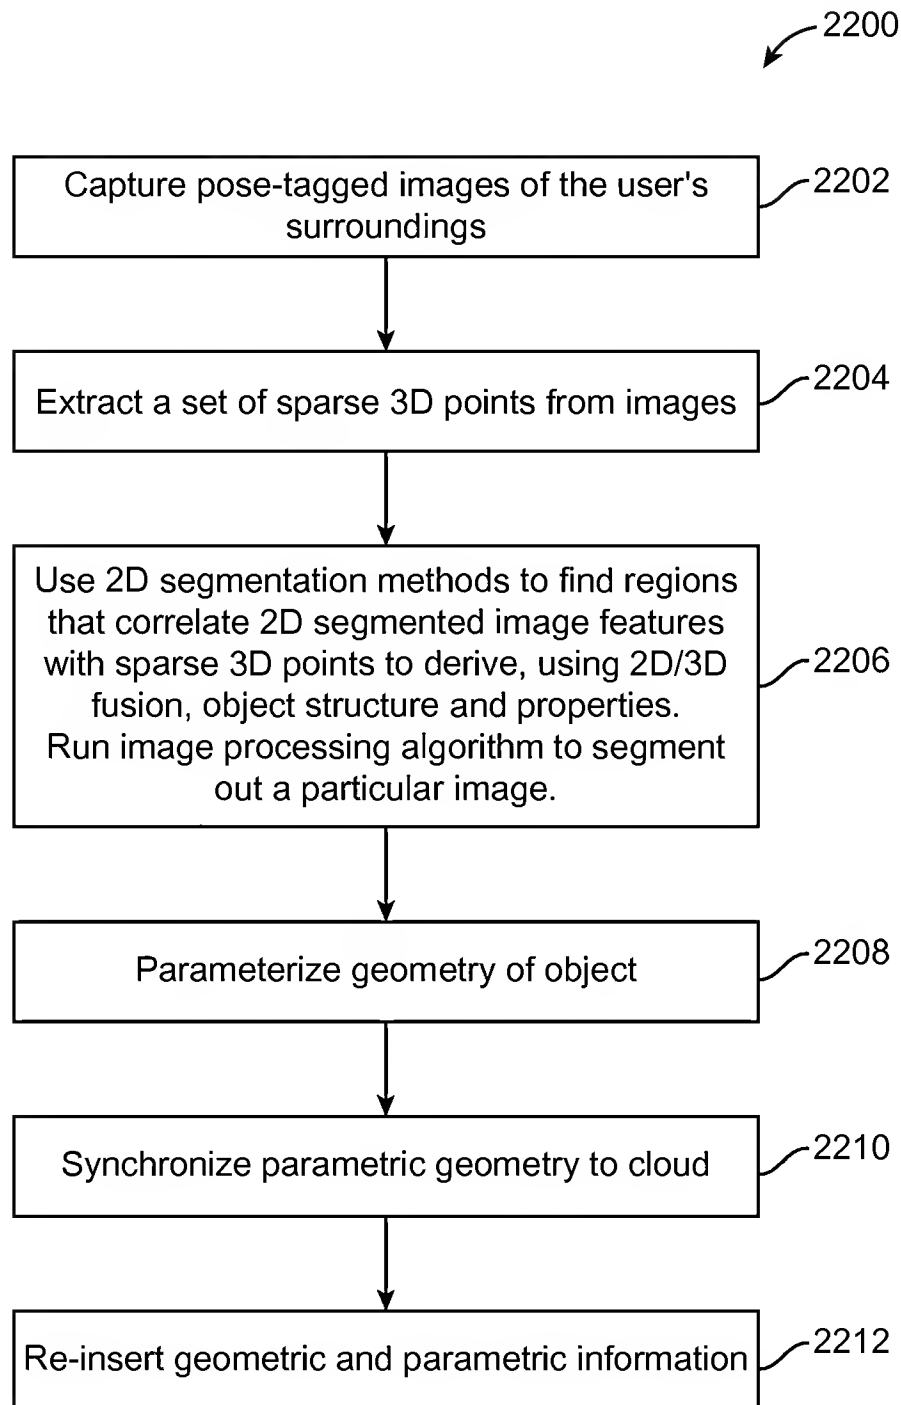 2200
Capture pose-tagged images of the user's
surroundings
2202
Extract a set of sparse 3D points from images
2204
Use 2D segmentation methods to find regions
that correlate 2D segmented image features
with sparse 3D points to derive, using 2D/3D
fusion, object structure and properties.
Run image processing algorithm to segment
out a particular image.
2206
Parameterize geometry of object
2208
Synchronize parametric geometry to cloud
2210
Re-insert geometric and parametric information
2212